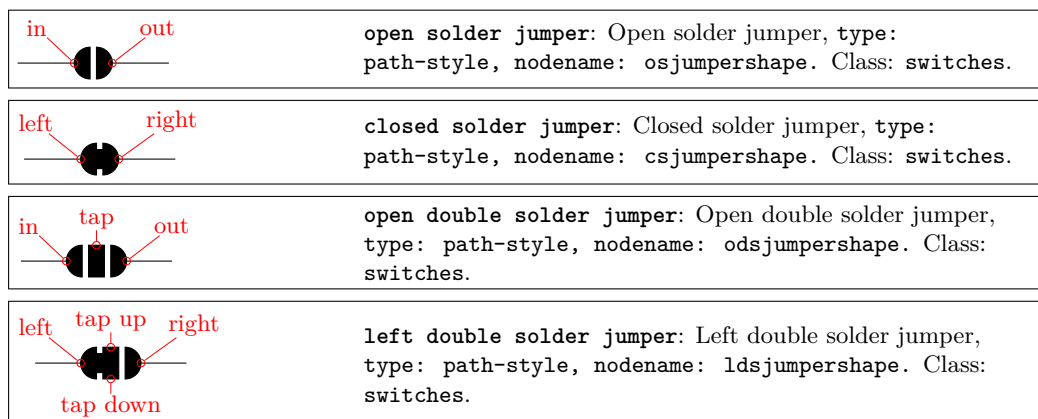 in
out
open solder jumper: Open solder jumper, type:
path-style, nodename: osjumpershape. Class: switches.
left
right
closed solder jumper: Closed solder jumper, type:
path-style, nodename: csjumpershape. Class: switches.
tap
in
out
open double solder jumper: Open double solder jumper,
type: path-style, nodename: odsjumpershape. Class:
switches.
tap up
left
right
tap down
left double solder jumper: Left double solder jumper,
type: path-style, nodename: ldsjumpershape. Class:
switches.